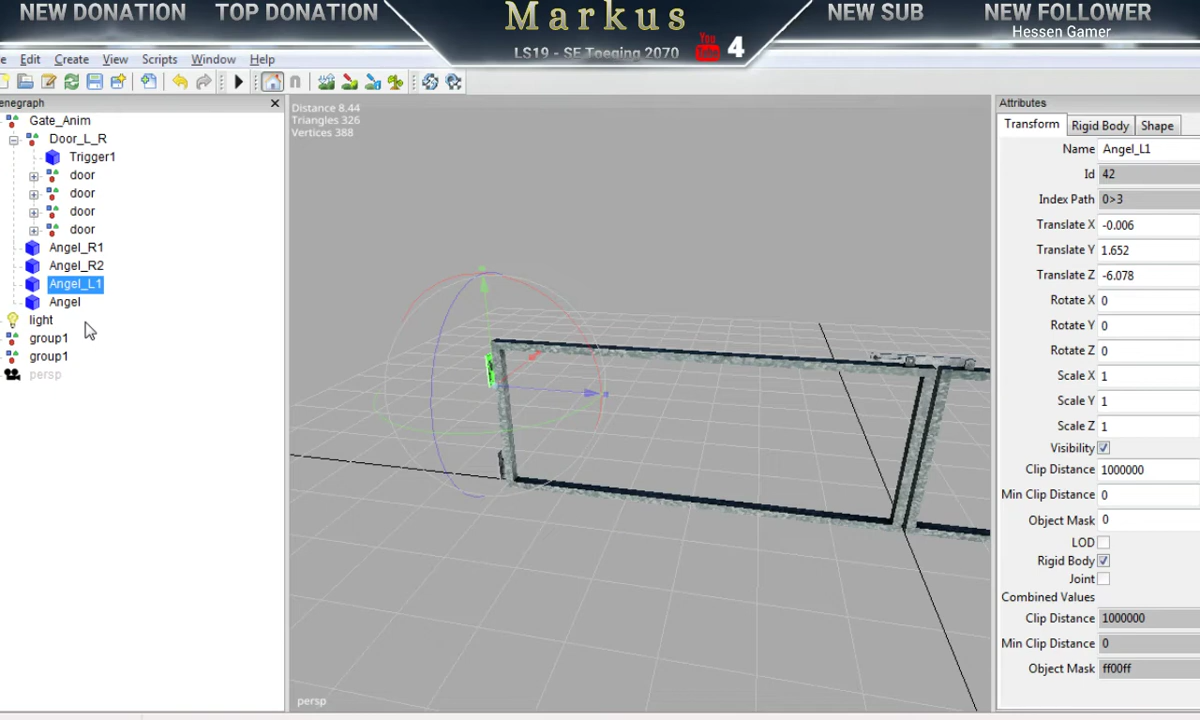 NEW DONATION
TOP DONATION
Markus
NEW SUB
NEW FOLLOWER
Hessen Gamer
LS19 - SE Toeging 2070
You Tube
4
e Edit Create View Scripts Window Help
enegraph
Gate_Anim
Door_L_R
Trigger1
door
door
door
door
Angel_R1
Angel_R2
Angel_L1
Angel
light
group1
group1
persp
Distance 8.44
Triangles 326
Vertices 388
persp
Attributes
Transform Rigid Body Shape
Name Angel_L1
Id 42
Index Path 0>3
Translate X -0.006
Translate Y 1.652
Translate Z -6.078
Rotate X 0
Rotate Y 0
Rotate Z 0
Scale X 1
Scale Y 1
Scale Z 1
Visibility
Clip Distance 1000000
Min Clip Distance 0
Object Mask 0
LOD
Rigid Body
Joint
Combined Values
Clip Distance 1000000
Min Clip Distance 0
Object Mask ff00ff